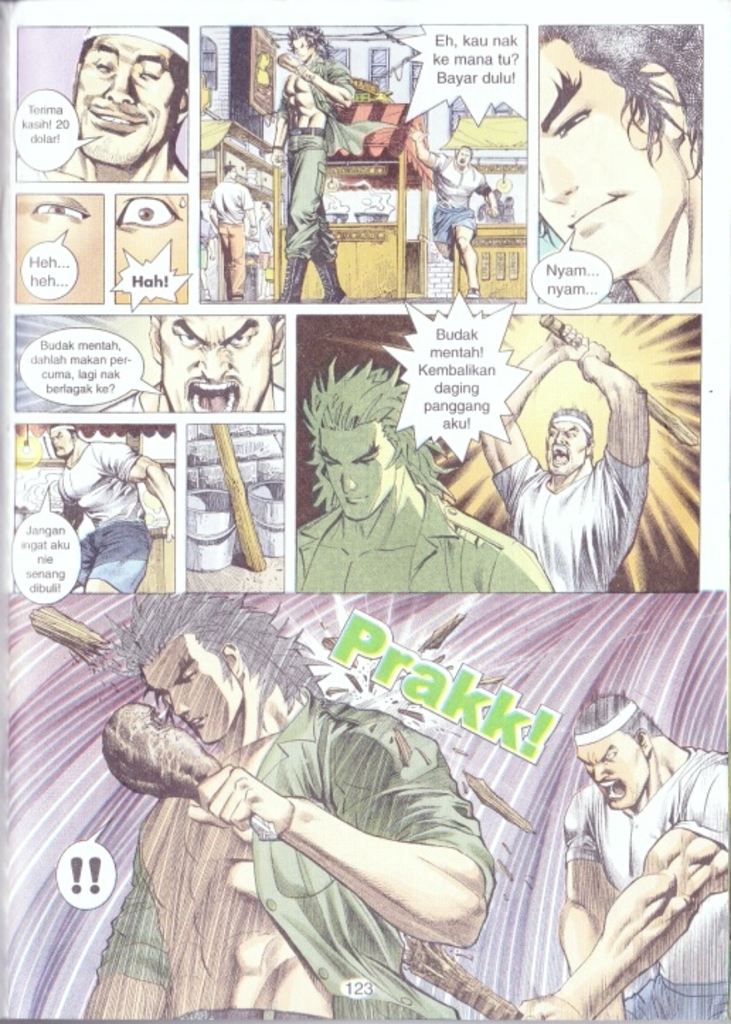 Terima
kasih! 20
dolar!
Eh, kau nak
ke mana tu?
Bayar dulu!
Heh...
heh...
Hah!
Nyam...
nyam...
Budak mentah,
dahlah makan per-
cuma, lagi nak
berlagak ke?
Budak
mentah!
Kembalikan
daging
panggang
aku!
Jangan
ingat aku
nie
senang
dibuli!
Prakk!
!!
123